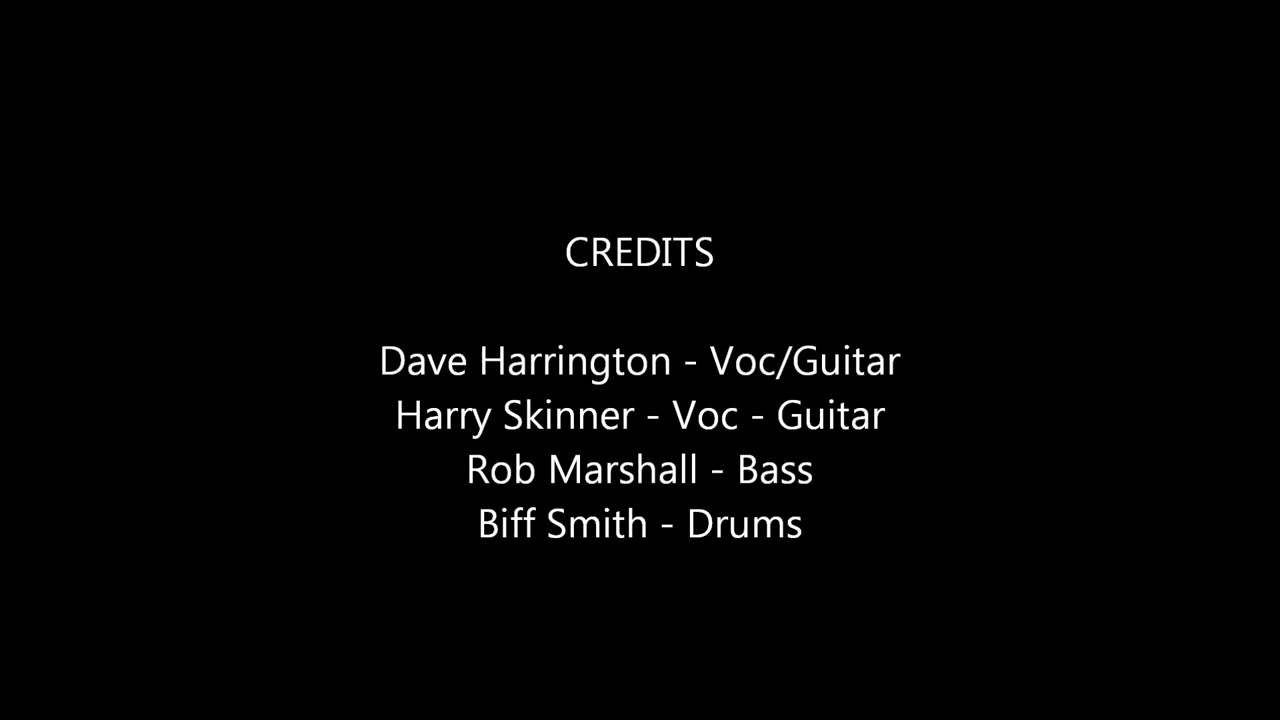 CREDITS
Dave Harrington - Voc/Guitar
Harry Skinner - Voc - Guitar
Rob Marshall - Bass
Biff Smith - Drums